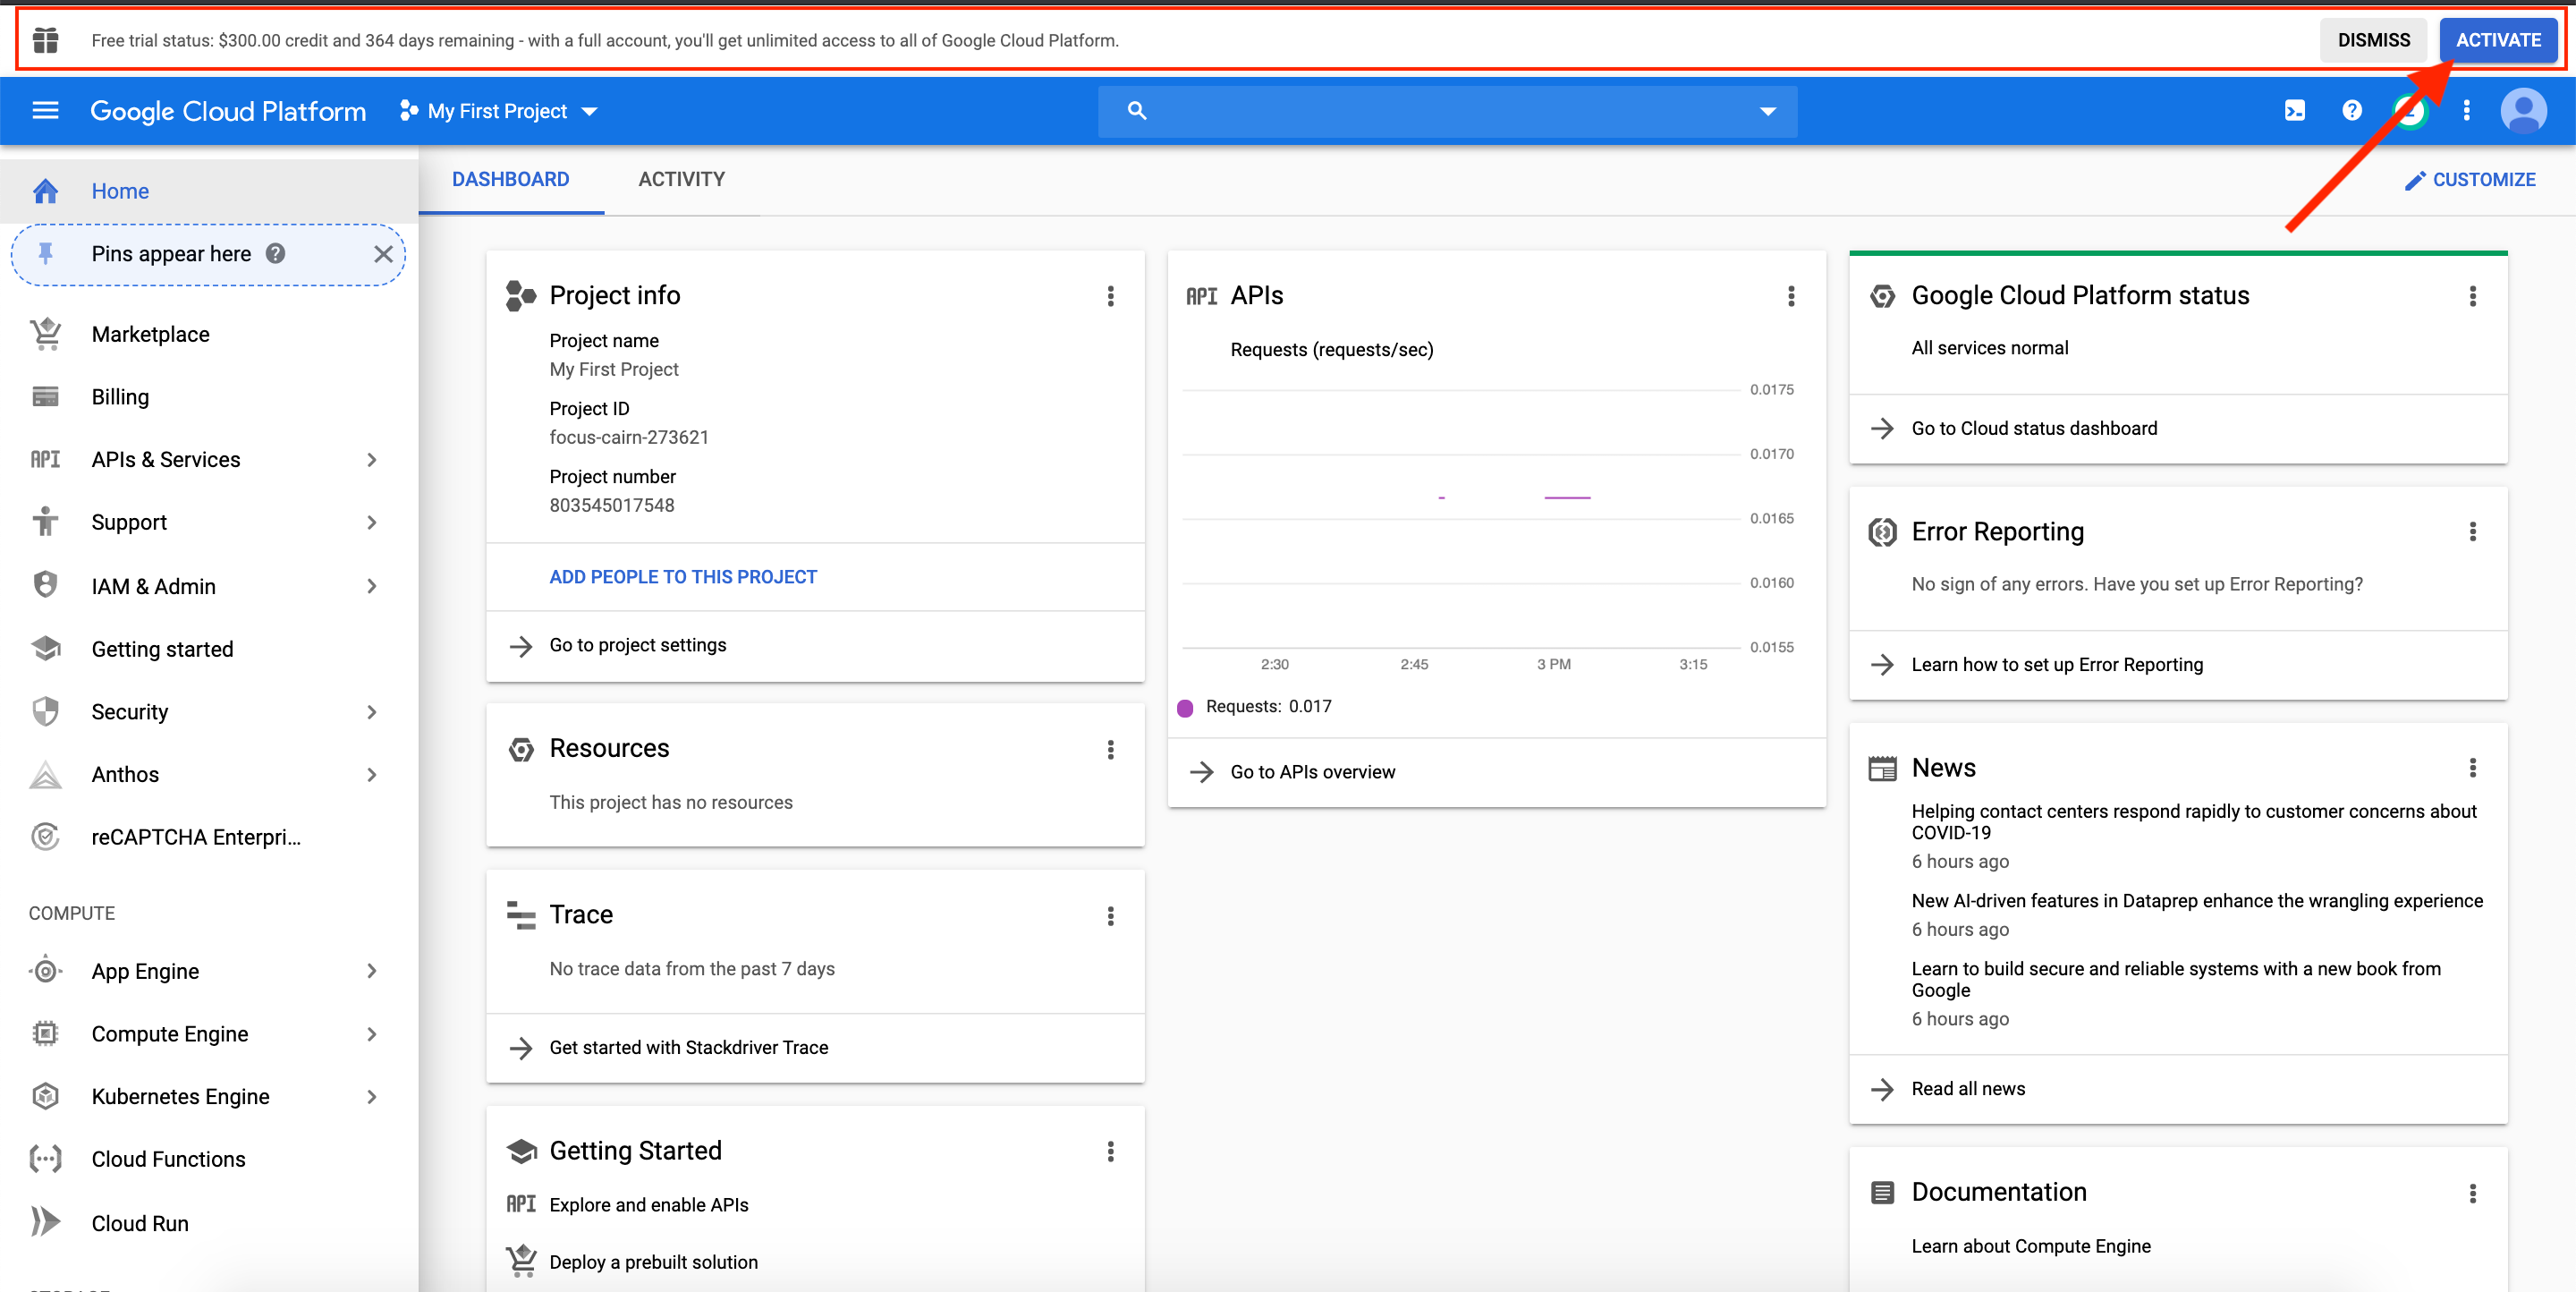 Free trial status: $300.00 credit and 364 days remaining - with a full account, you'll get unlimited access to all of Google Cloud Platform.
DISMISS
ACTIVATE
Google Cloud Platform
My First Project
Home
Pins appear here
Marketplace
Billing
API
APIs & Services
Support
IAM & Admin
Getting started
Security
Anthos
reCAPTCHA Enterpri...
COMPUTE
App Engine
Compute Engine
Kubernetes Engine
Cloud Functions
Cloud Run
DASHBOARD
ACTIVITY
CUSTOMIZE
Project info
Project name
My First Project
Project ID
focus-cairn-273621
Project number
803545017548
ADD PEOPLE TO THIS PROJECT
Go to project settings
Resources
This project has no resources
Trace
No trace data from the past 7 days
Get started with Stackdriver Trace
Getting Started
API
Explore and enable APIs
Deploy a prebuilt solution
API
APIs
Requests (requests/sec)
0.0175
0.0170
0.0165
0.0160
0.0155
2:30
2:45
3 PM
3:15
Requests: 0.017
Go to APIs overview
Google Cloud Platform status
All services normal
Go to Cloud status dashboard
Error Reporting
No sign of any errors. Have you set up Error Reporting?
Learn how to set up Error Reporting
News
Helping contact centers respond rapidly to customer concerns about
COVID-19
6 hours ago
New AI-driven features in Dataprep enhance the wrangling experience
6 hours ago
Learn to build secure and reliable systems with a new book from
Google
6 hours ago
Read all news
Documentation
Learn about Compute Engine